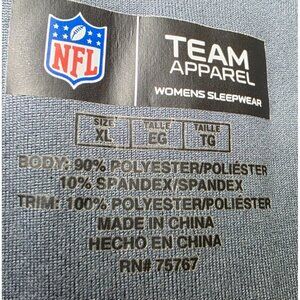 NFL
TEAM
APPAREL
WOMENS SLEEPWEAR
SIZE TALLE TAILLE
XL EG TG
BODY: 90% POLYESTER/POLIÉSTER
10% SPANDEX/SPANDEX
TRIM: 100% POLYESTER/POLIÉSTER
MADE IN CHINA
HECHO EN CHINA
RN# 75767